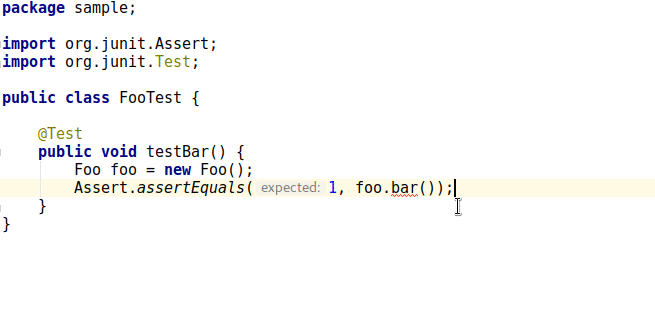 package sample;
import org.junit.Assert;
import org.junit.Test;
public class FooTest {
@Test
public void testBar() {
Foo foo = new Foo();
Assert.assertEquals( expected: 1, foo.bar());
}
}